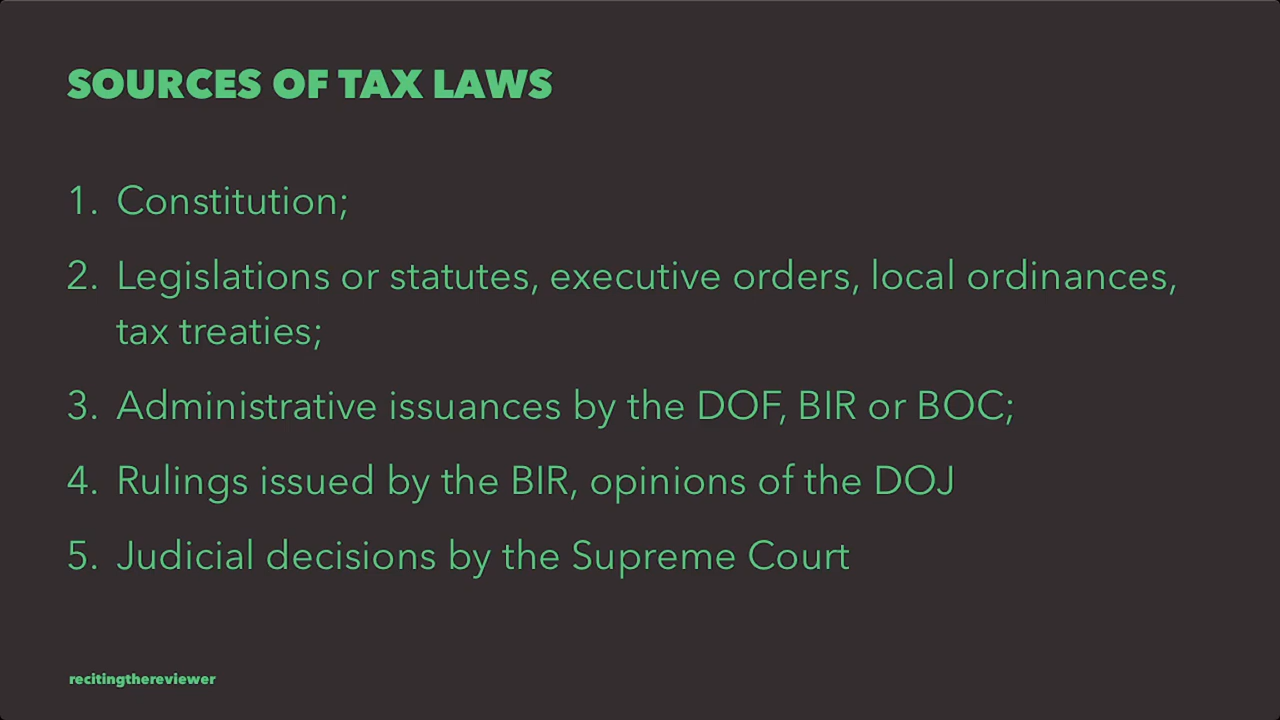 SOURCES OF TAX LAWS
1. Constitution;
2. Legislations or statutes, executive orders, local ordinances,
tax treaties;
3. Administrative issuances by the DOF, BIR or BOC;
4. Rulings issued by the BIR, opinions of the DOJ
5. Judicial decisions by the Supreme Court
recitingthereviewer